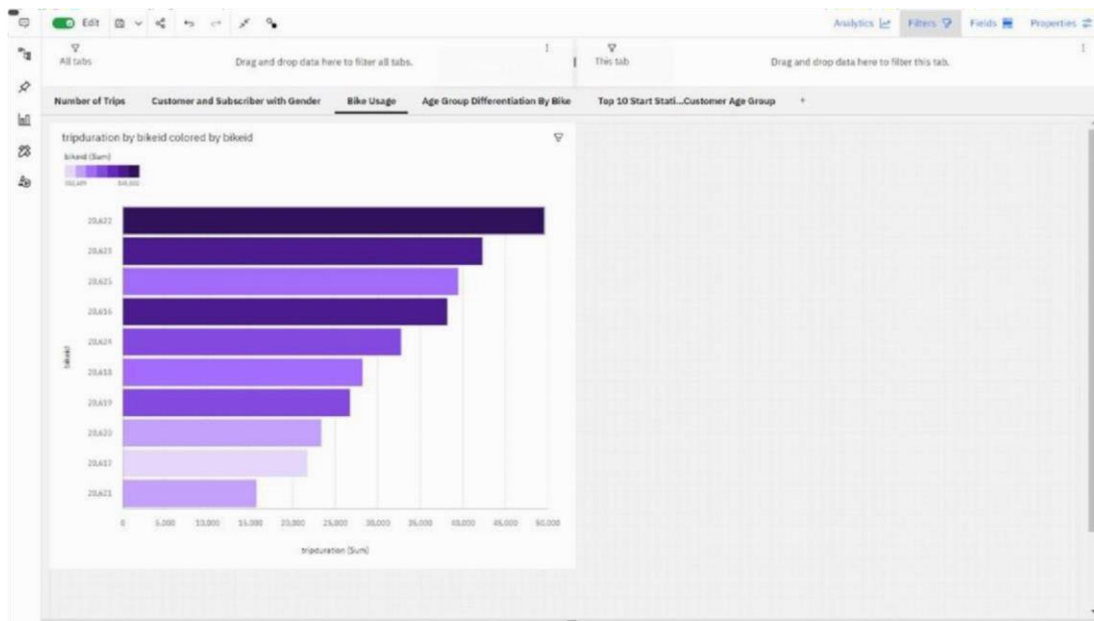 Edit
Analytics
Filters
Fields
Properties
All tabs
Drag and drop data here to filter all tabs.
This tab
Drag and drop data here to filter this tab.
Number of Trips
Customer and Subscriber with Gender
Bike Usage
Age Group Differentiation By Bike
Top 10 Start Stati...Customer Age Group
+
tripduration by bikeid colored by bikeid
bikeid (Sum)
20,622
20,623
20,625
20,616
20,624
20,618
20,619
20,620
20,617
20,621
bikeid
0
5,000
10,000
15,000
20,000
25,000
30,000
35,000
40,000
45,000
50,000
tripduration (Sum)